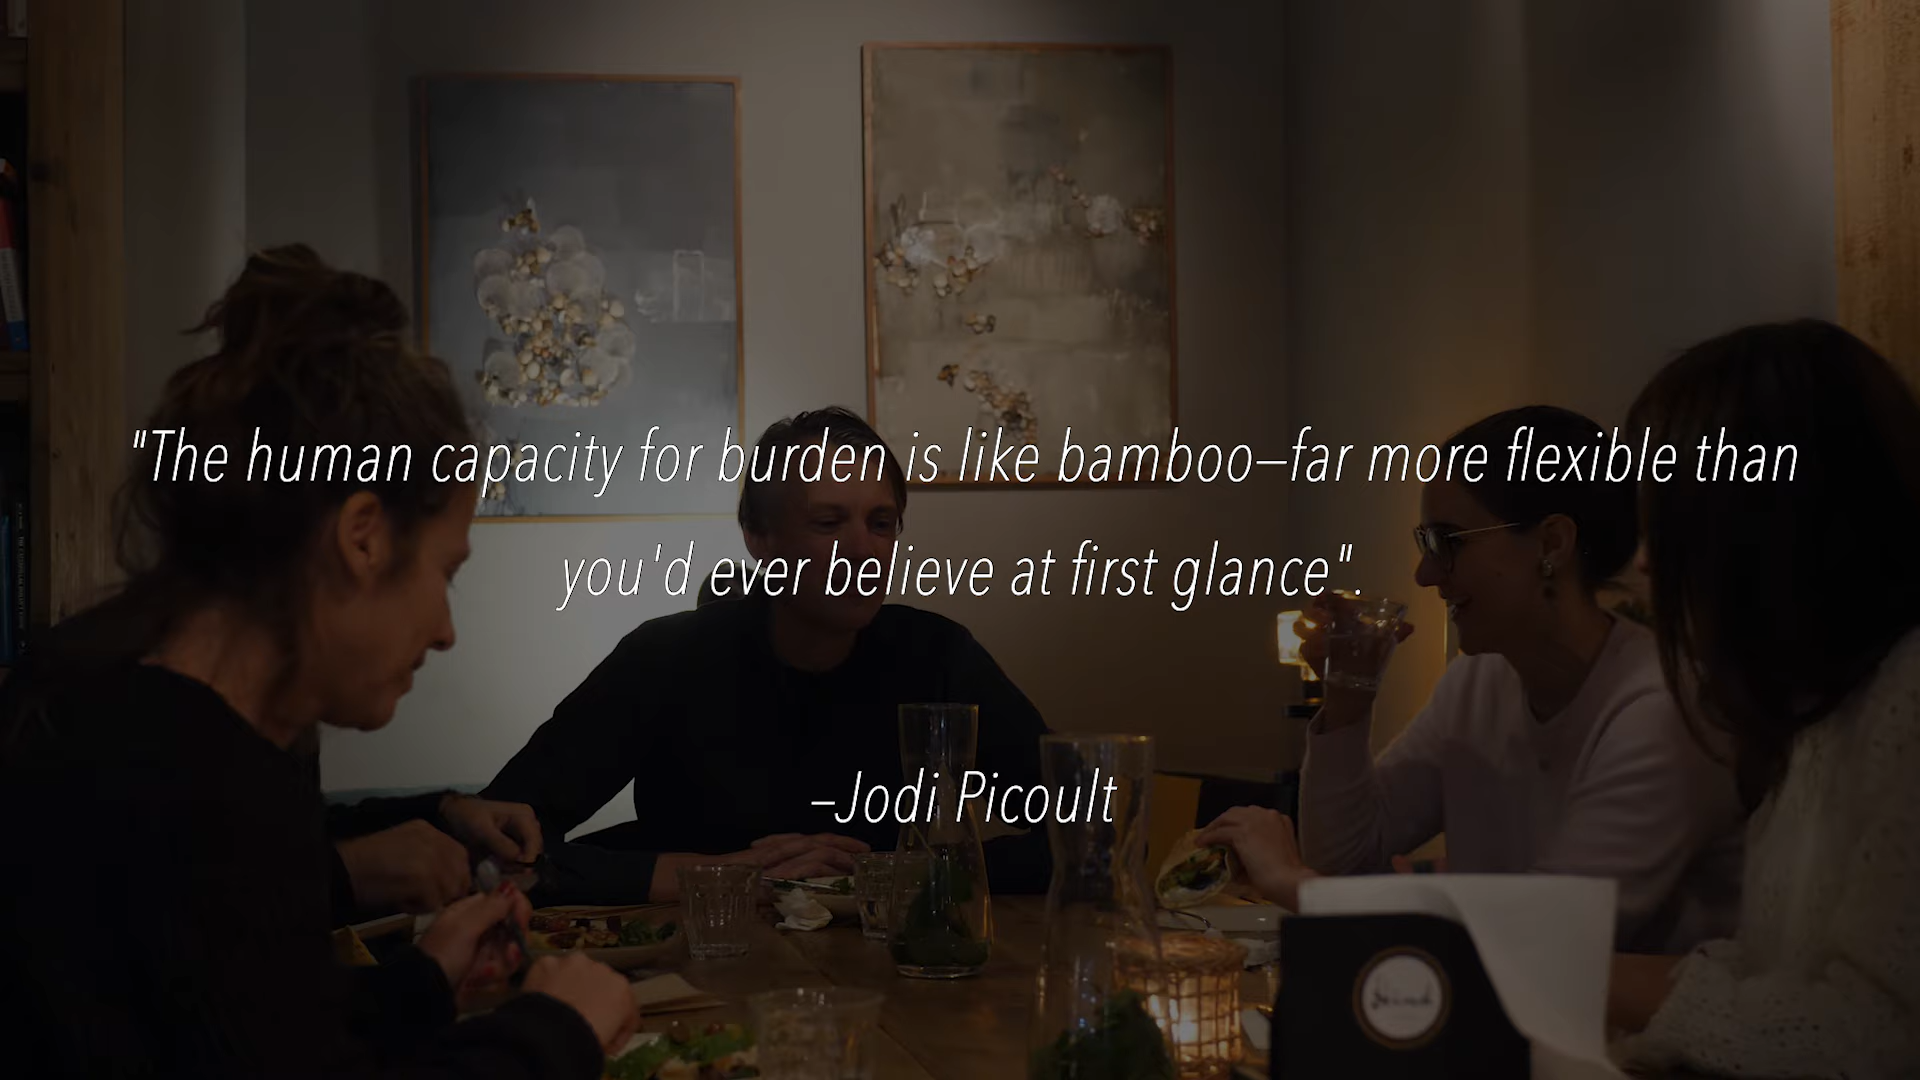 "The human capacity for burden is like bamboo–far more flexible than
you'd ever believe at first glance".
–Jodi Picoult